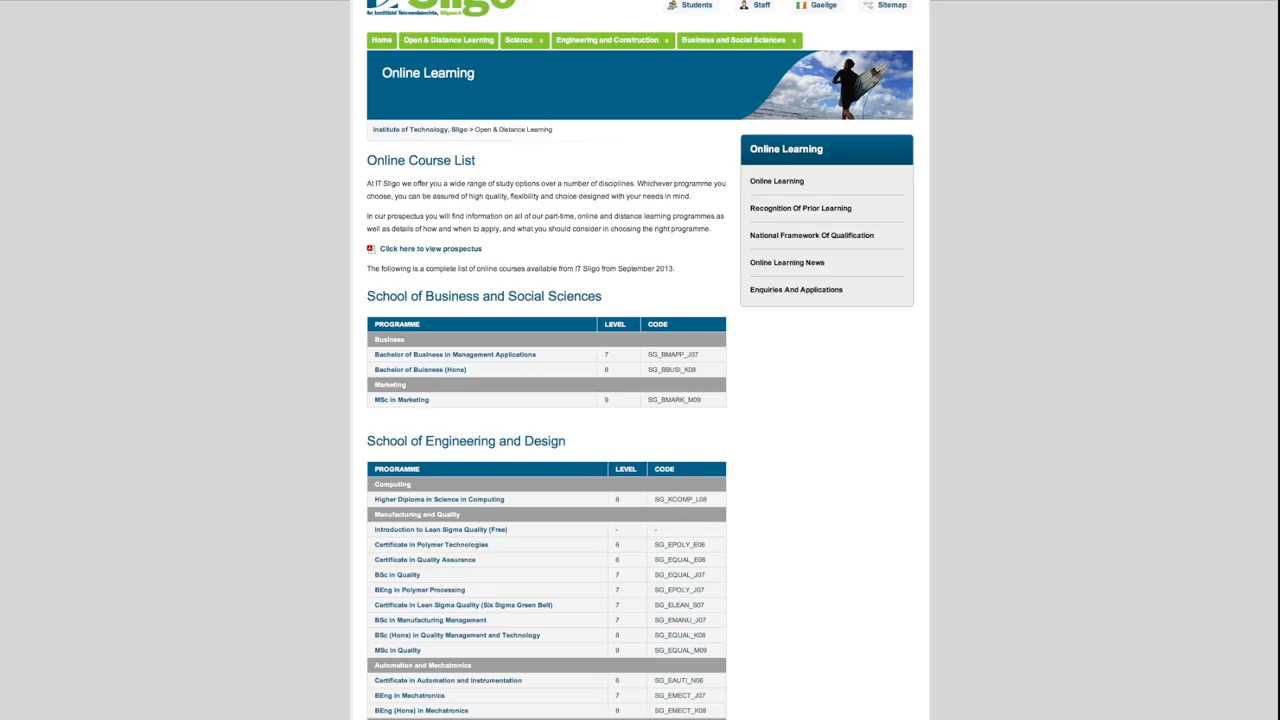 Sligo
An Institiúid Teicneolaíochta, Sligeach
Students
Staff
Gaeilge
Sitemap
Home
Open & Distance Learning
Science
Engineering and Construction
Business and Social Sciences
Online Learning
Institute of Technology, Sligo > Open & Distance Learning
Online Course List
At IT Sligo we offer you a wide range of study options over a number of disciplines. Whichever programme you
choose, you can be assured of high quality, flexibility and choice designed with your needs in mind.
In our prospectus you will find information on all of our part-time, online and distance learning programmes as
well as details of how and when to apply, and what you should consider in choosing the right programme.
Click here to view prospectus
The following is a complete list of online courses available from IT Sligo from September 2013.
School of Business and Social Sciences
PROGRAMME LEVEL CODE
Business
Bachelor of Business in Management Applications 7 SG_BMAPP_J07
Bachelor of Buisness (Hons) 8 SG_BBUSI_K08
Marketing
MSc in Marketing 9 SG_BMARK_M09
School of Engineering and Design
PROGRAMME LEVEL CODE
Computing
Higher Diploma in Science in Computing 8 SG_KCOMP_L08
Manufacturing and Quality
Introduction to Lean Sigma Quality (Free) - -
Certificate in Polymer Technologies 6 SG_EPOLY_E06
Certificate in Quality Assurance 6 SG_EQUAL_E06
BSc in Quality 7 SG_EQUAL_J07
BEng in Polymer Processing 7 SG_EPOLY_J07
Certificate in Lean Sigma Quality (Six Sigma Green Belt) 7 SG_ELEAN_S07
BSc in Manufacturing Management 7 SG_EMANU_J07
BSc (Hons) in Quality Management and Technology 8 SG_EQUAL_K08
MSc in Quality 9 SG_EQUAL_M09
Automation and Mechatronics
Certificate in Automation and Instrumentation 6 SG_EAUTI_N06
BEng in Mechatronics 7 SG_EMECT_J07
BEng (Hons) in Mechatronics 8 SG_EMECT_K08
Online Learning
Online Learning
Recognition Of Prior Learning
National Framework Of Qualification
Online Learning News
Enquiries And Applications